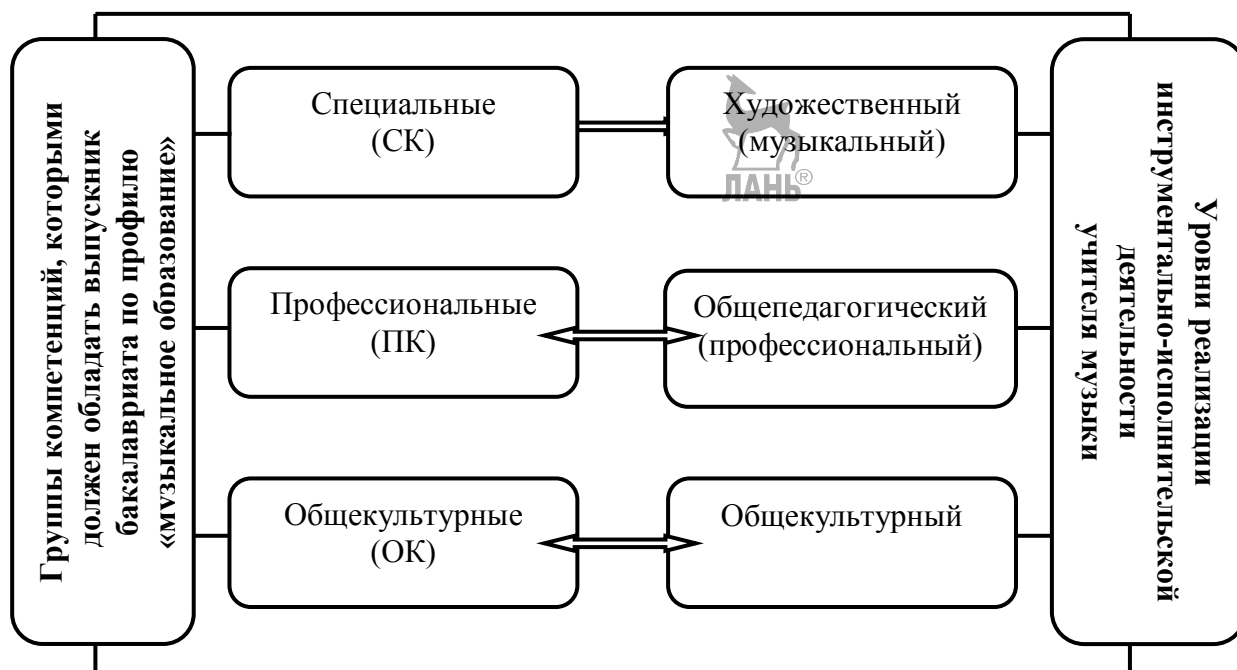 Группы компетенций, которыми
должен обладать выпускник
бакалавриата по профилю
«музыкальное образование»
Специальные
(СК)
Художественный
(музыкальный)
ЛАНЬ®
Профессиональные
(ПК)
Общепедагогический
(профессиональный)
Общекультурные
(ОК)
Общекультурный
Уровни реализации
инструментально-исполнительской
деятельности
учителя музыки